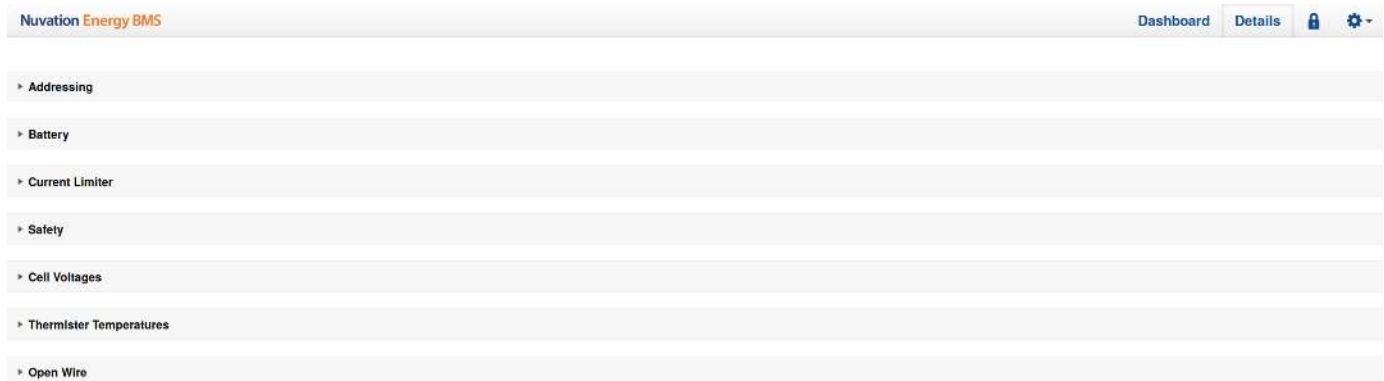 Nuvation Energy BMS
Dashboard Details
Addressing
Battery
Current Limiter
Safety
Cell Voltages
Thermister Temperatures
Open Wire